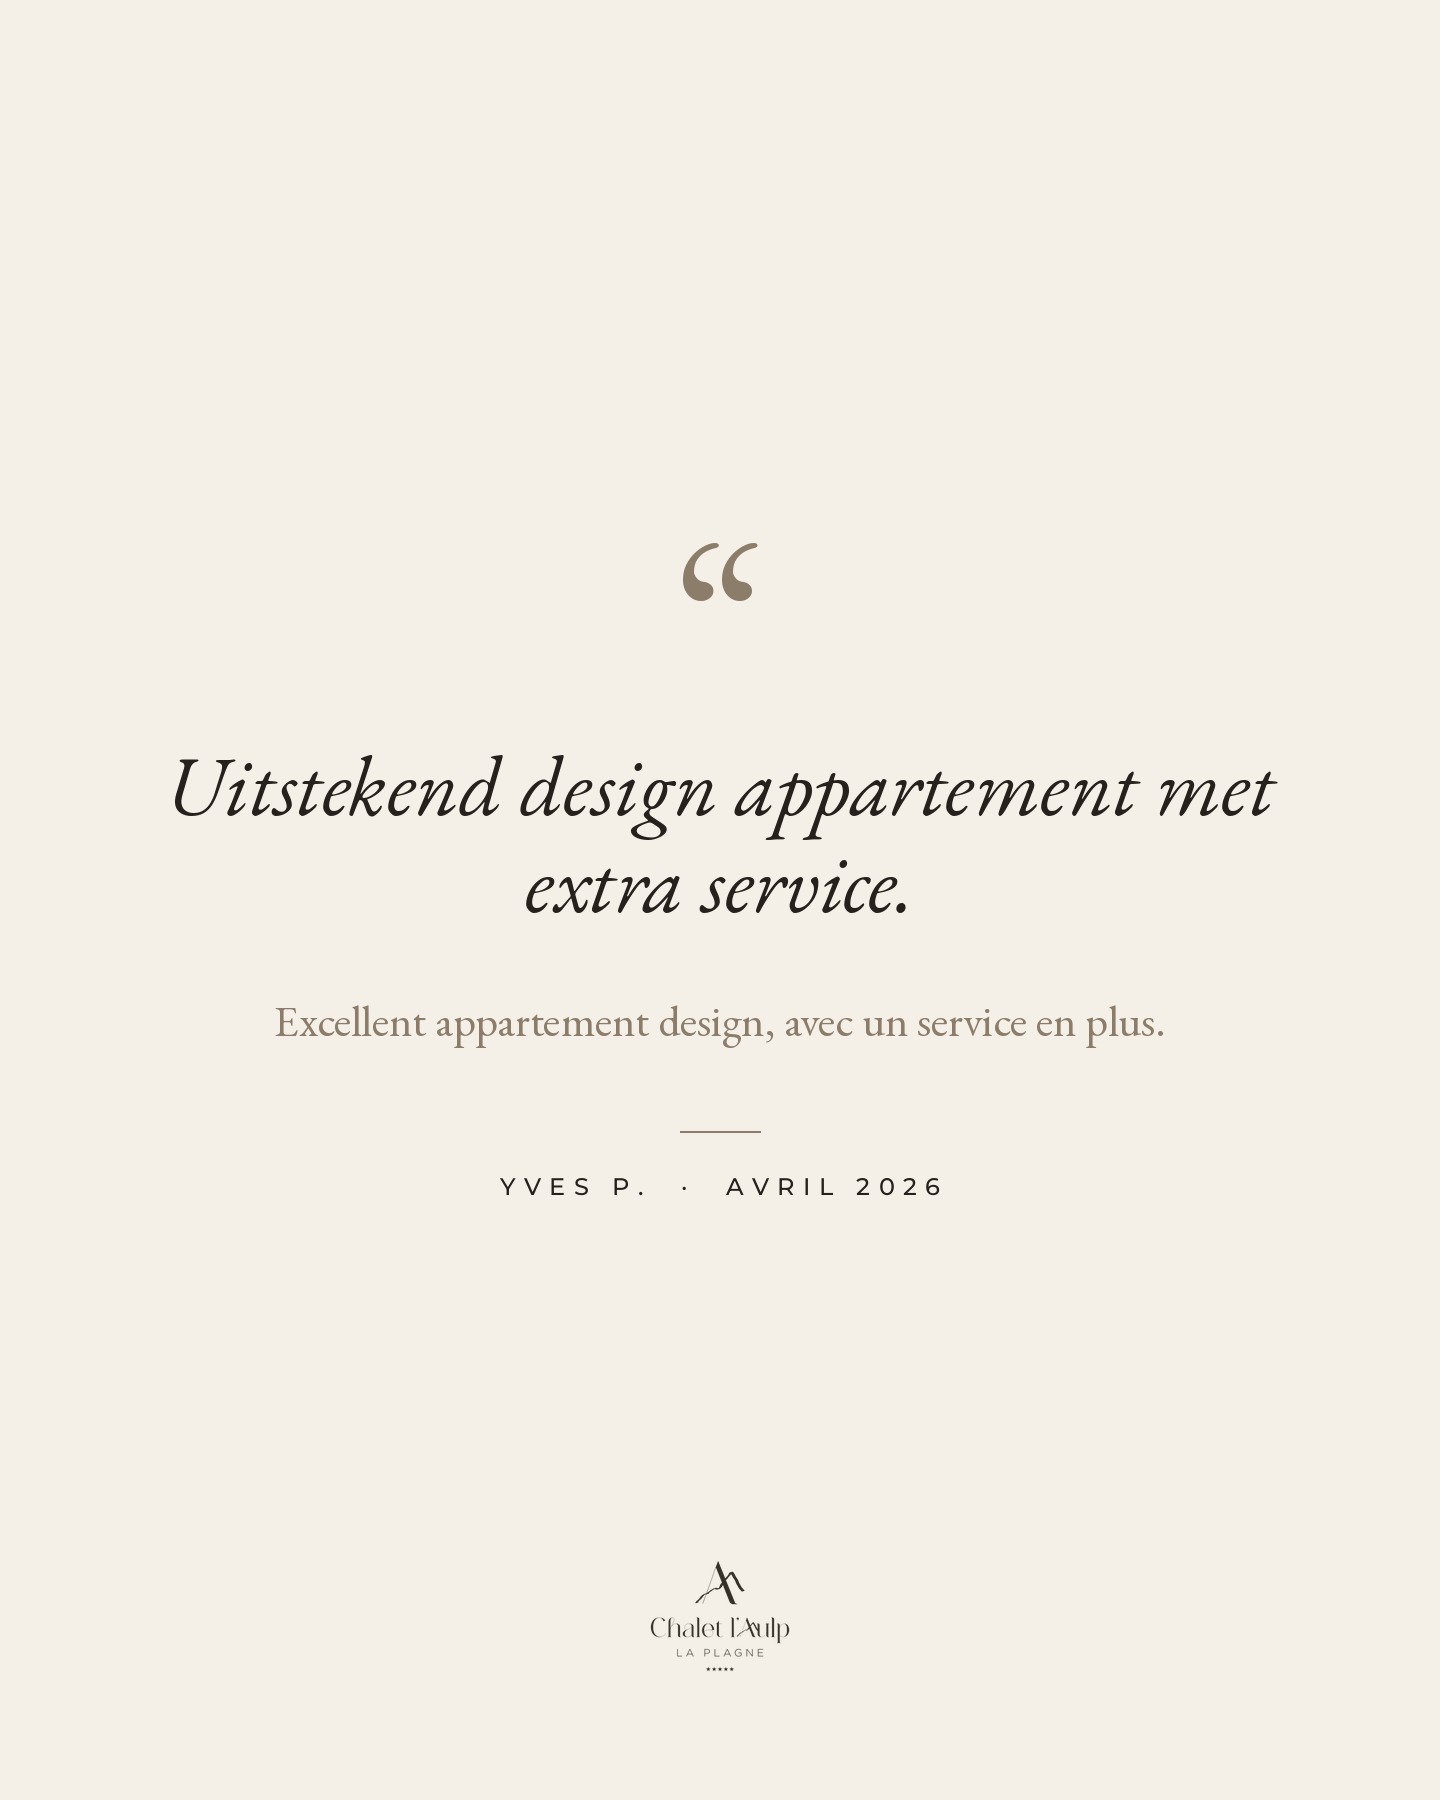 “
Uitstekend design appartement met
extra service.
Excellent appartement design, avec un service en plus.
YVES P. · AVRIL 2026
Chalet l'Aulp
LA PLAGNE
★★★★★